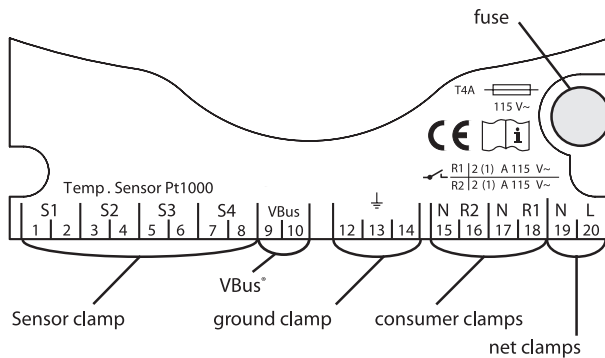 fuse
T4A
115 V~
CE i
R1 2 (1) A 115 V~
R2 2 (1) A 115 V~
Temp. Sensor Pt1000
S1 S2 S3 S4 VBus N R2 N R1 N L
1 2 3 4 5 6 7 8 9 10 12 13 14 15 16 17 18 19 20
VBus®
Sensor clamp ground clamp consumer clamps
net clamps